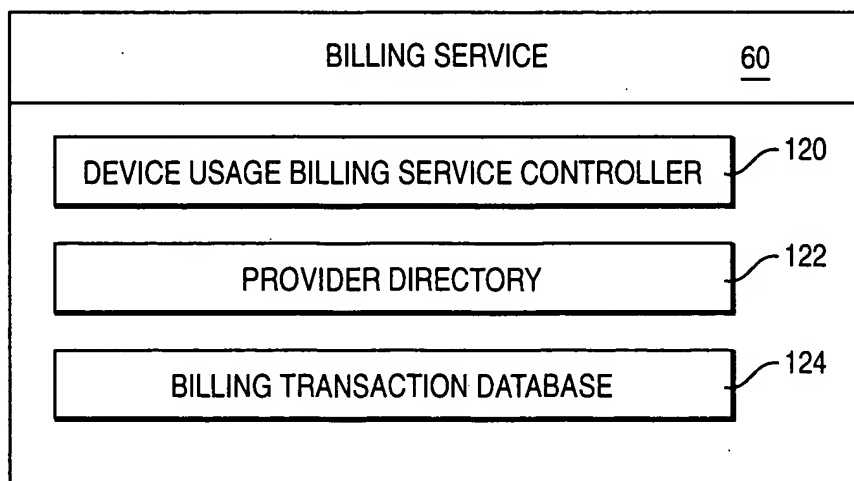 BILLING SERVICE 60
DEVICE USAGE BILLING SERVICE CONTROLLER 120
PROVIDER DIRECTORY 122
BILLING TRANSACTION DATABASE 124